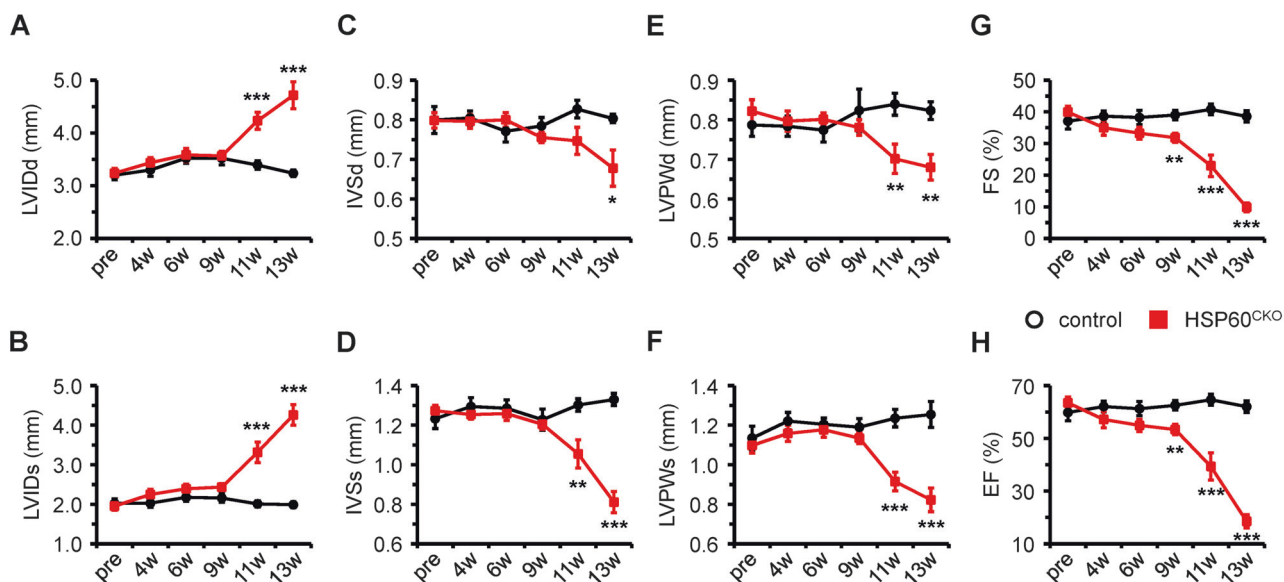 A
LVIDd (mm)
5.0
4.0
3.0
2.0
***
***
pre 4w 6w 9w 11w 13w
C
IVSd (mm)
0.9
0.8
0.7
0.6
0.5
*
pre 4w 6w 9w 11w 13w
E
LVPWd (mm)
0.9
0.8
0.7
0.6
0.5
**
**
pre 4w 6w 9w 11w 13w
G
FS (%)
50
40
30
20
10
0
**
***
***
pre 4w 6w 9w 11w 13w
control HSP60CKO
B
LVIDs (mm)
5.0
4.0
3.0
2.0
1.0
***
***
pre 4w 6w 9w 11w 13w
D
IVSs (mm)
1.4
1.2
1.0
0.8
0.6
**
***
pre 4w 6w 9w 11w 13w
F
LVPWs (mm)
1.4
1.2
1.0
0.8
0.6
***
***
pre 4w 6w 9w 11w 13w
H
EF (%)
70
50
30
10
**
***
***
pre 4w 6w 9w 11w 13w